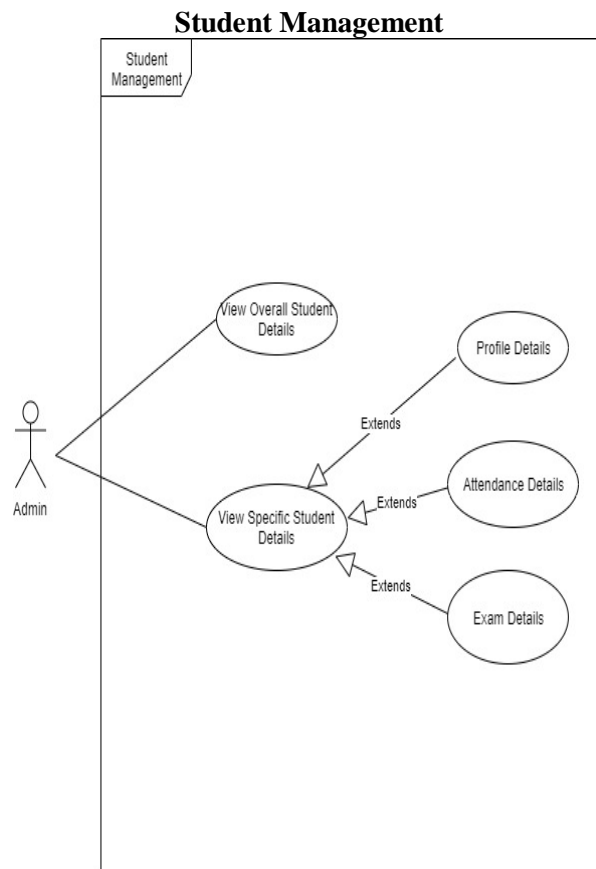 Student Management
Student
Management
View Overall Student
Details
Profile Details
Extends
Admin
View Specific Student
Details
Extends
Attendance Details
Extends
Exam Details